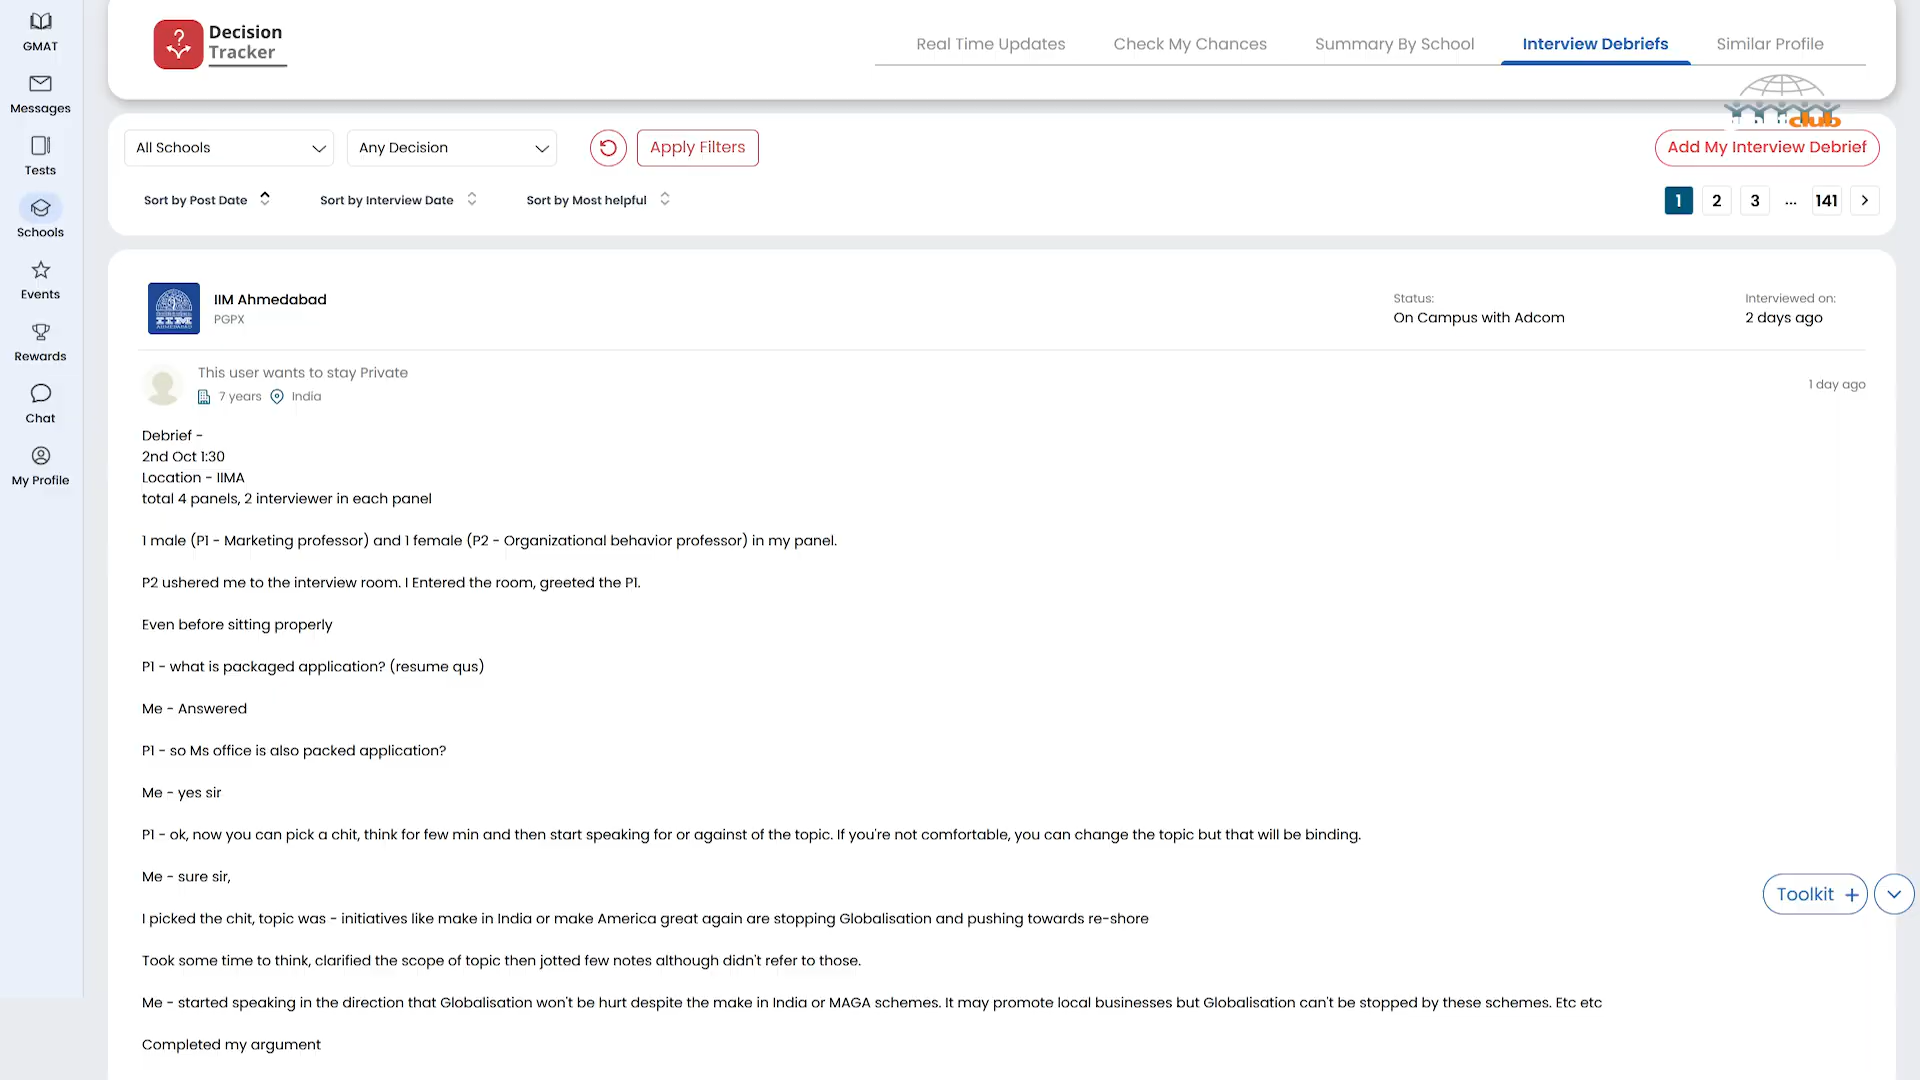 GMAT
Messages
Tests
Schools
Events
Rewards
Chat
My Profile
Decision
Tracker
Real Time Updates
Check My Chances
Summary By School
Interview Debriefs
Similar Profile
club
All Schools
Any Decision
Apply Filters
Add My Interview Debrief
Sort by Post Date
Sort by Interview Date
Sort by Most helpful
1 2 3 ... 141 >
IIM Ahmedabad
PGPX
Status:
On Campus with Adcom
Interviewed on:
2 days ago
This user wants to stay Private
7 years India
1 day ago
Debrief -
2nd Oct 1:30
Location - IIMA
total 4 panels, 2 interviewer in each panel
1 male (P1 - Marketing professor) and 1 female (P2 - Organizational behavior professor) in my panel.
P2 ushered me to the interview room. I Entered the room, greeted the P1.
Even before sitting properly
P1 - what is packaged application? (resume qus)
Me - Answered
P1 - so Ms office is also packed application?
Me - yes sir
P1 - ok, now you can pick a chit, think for few min and then start speaking for or against of the topic. If you're not comfortable, you can change the topic but that will be binding.
Me - sure sir,
I picked the chit, topic was - initiatives like make in India or make America great again are stopping Globalisation and pushing towards re-shore
Took some time to think, clarified the scope of topic then jotted few notes although didn't refer to those.
Me - started speaking in the direction that Globalisation won't be hurt despite the make in India or MAGA schemes. It may promote local businesses but Globalisation can't be stopped by these schemes. Etc etc
Completed my argument
Toolkit +